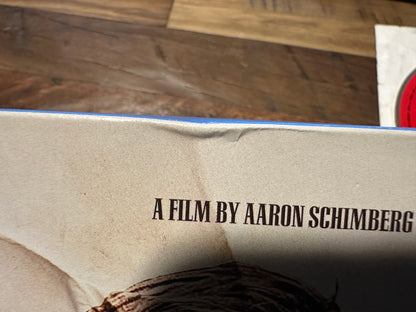 A FILM BY AARON SCHIMBERG